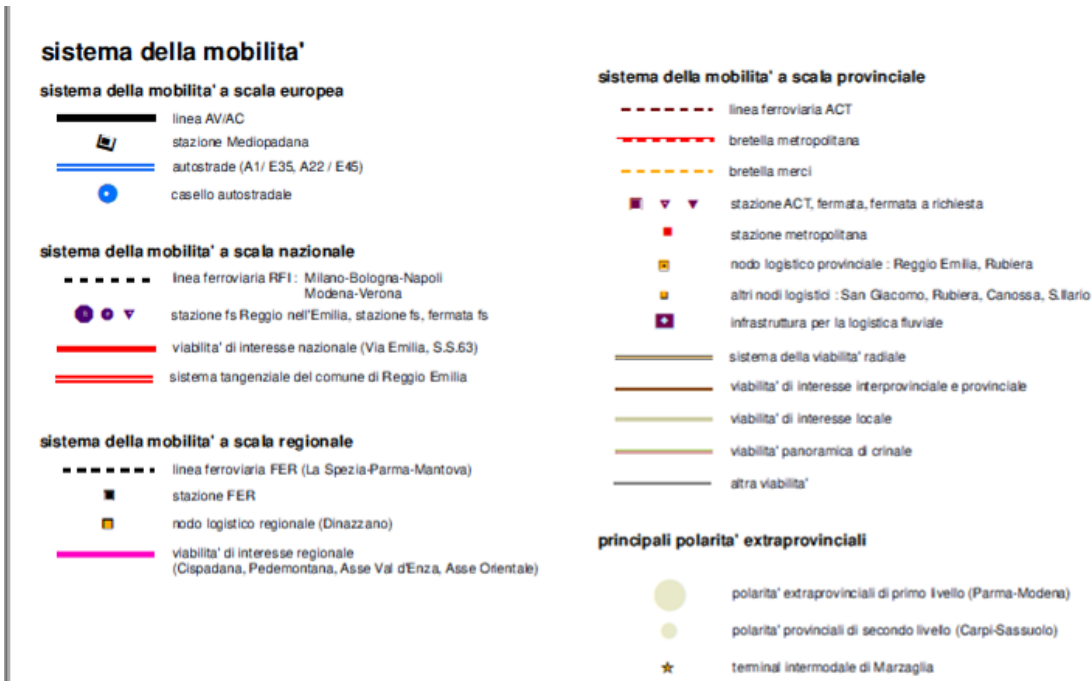 sistema della mobilita'
sistema della mobilita' a scala europea
linea AV/AC
stazione Mediopadana
autostrade (A1/ E35, A22 / E45)
casello autostradale
sistema della mobilita' a scala nazionale
linea ferroviaria RFI : Milano-Bologna-Napoli
Modena-Verona
stazione fs Reggio nell'Emilia, stazione fs, fermata fs
viabilita' di interesse nazionale (Via Emilia, S.S.63)
sistema tangenziale del comune di Reggio Emilia
sistema della mobilita' a scala regionale
linea ferroviaria FER (La Spezia-Parma-Mantova)
stazione FER
nodo logistico regionale (Dinazzano)
viabilita' di interesse regionale
(Cispadana, Pedemontana, Asse Val d'Enza, Asse Orientale)
sistema della mobilita' a scala provinciale
linea ferroviaria ACT
bretella metropolitana
bretella merci
stazione ACT, fermata, fermata a richiesta
stazione metropolitana
nodo logistico provinciale : Reggio Emilia, Rubiera
altri nodi logistici : San Giacomo, Rubiera, Canossa, S.Ilario
infrastruttura per la logistica fluviale
sistema della viabilita' radiale
viabilita' di interesse interprovinciale e provinciale
viabilita' di interesse locale
viabilita' panoramica di crinale
altra viabilita'
principali polarita' extraprovinciali
polarita' extraprovinciali di primo livello (Parma-Modena)
polarita' provinciali di secondo livello (Carpi-Sassuolo)
terminal intermodale di Marzaglia